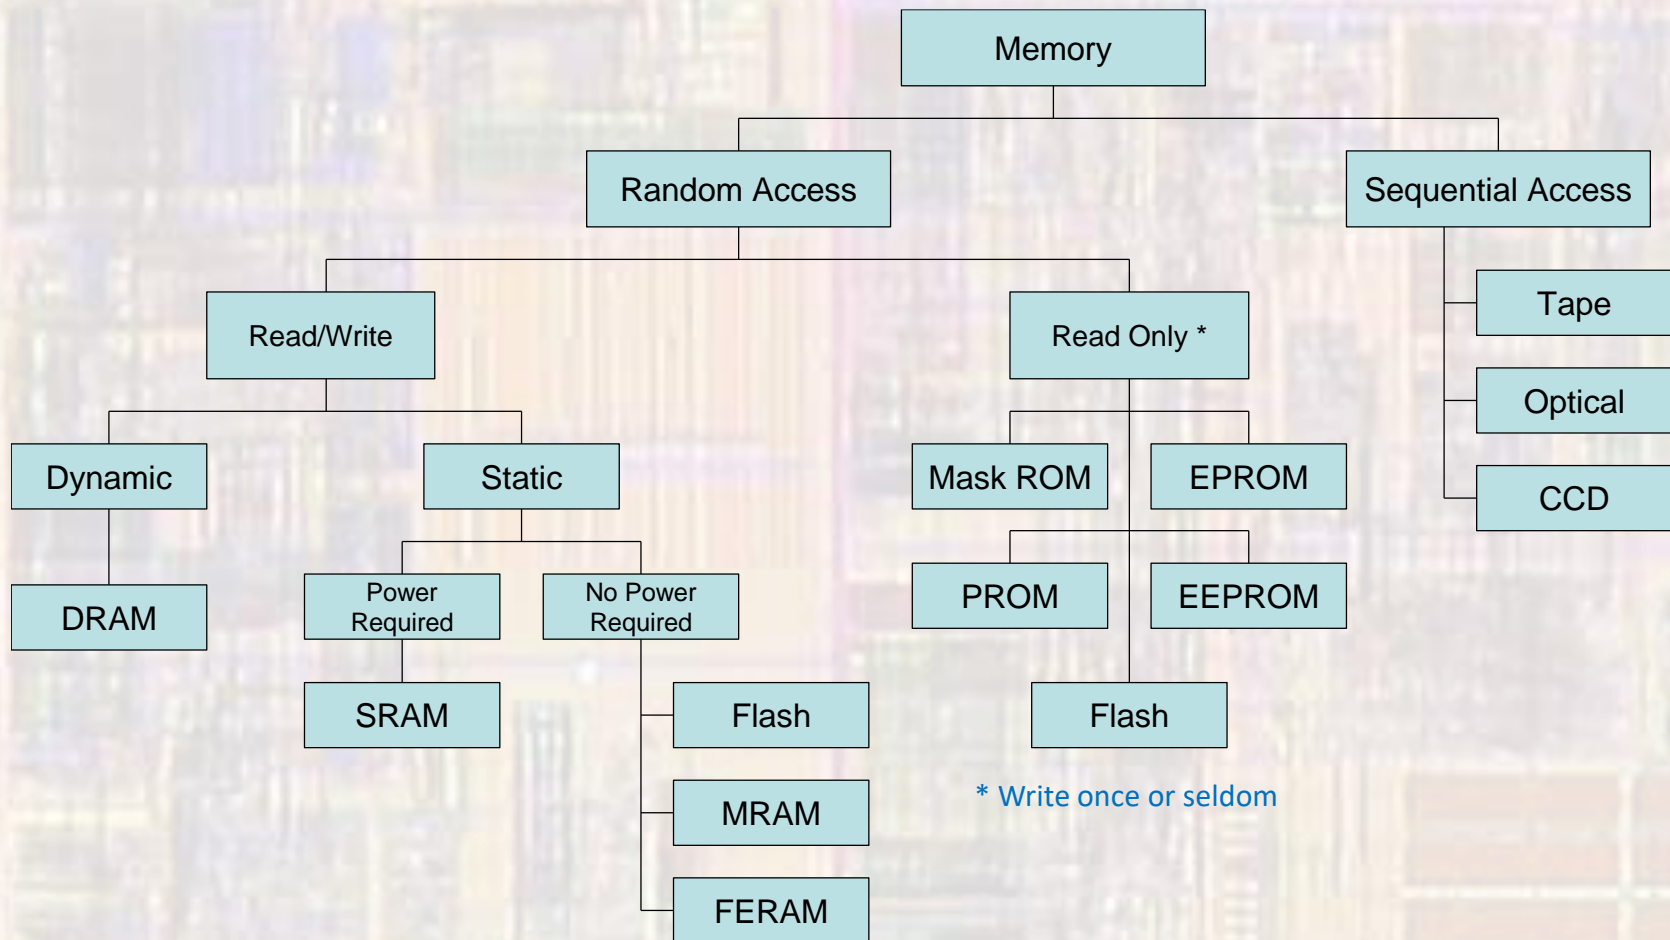 Memory
Random Access
Sequential Access
Tape
Read/Write
Read Only *
Optical
Dynamic
Static
Mask ROM
EPROM
CCD
Power
Required
No Power
Required
PROM
EEPROM
DRAM
SRAM
Flash
Flash
* Write once or seldom
MRAM
FERAM